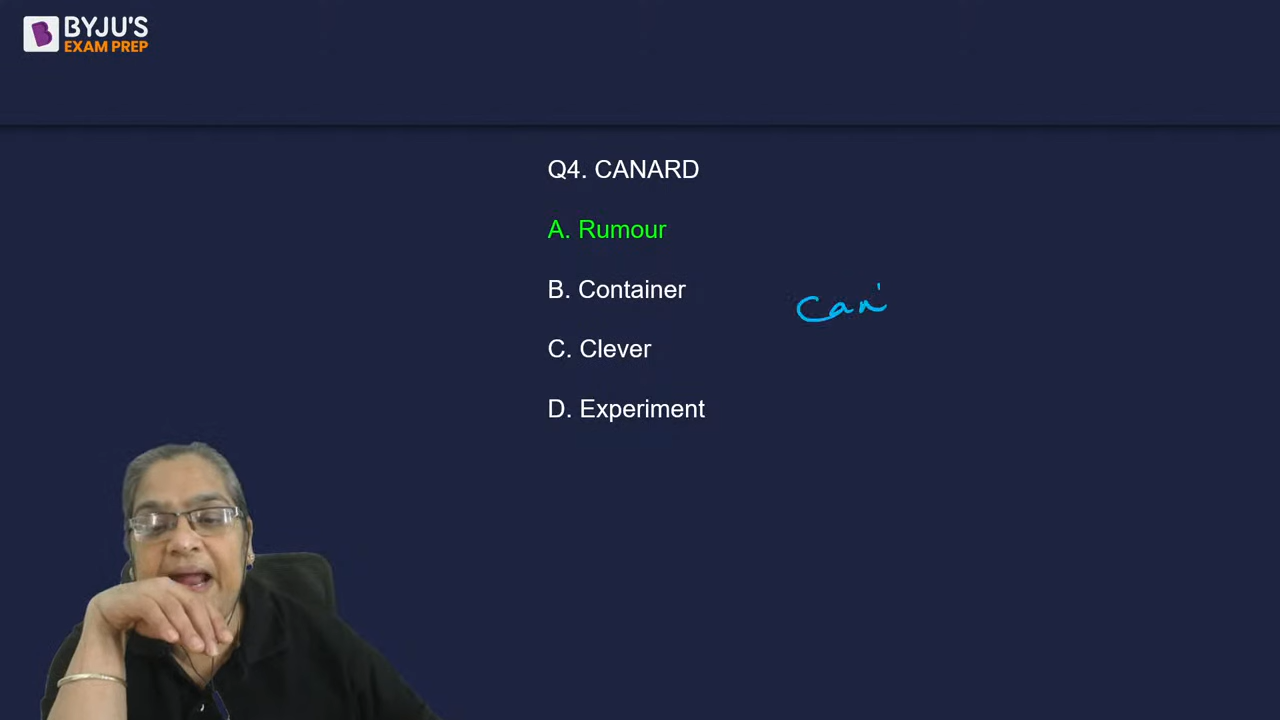 BYJU'S
EXAM PREP
Q4. CANARD
A. Rumour
B. Container
Can
C. Clever
D. Experiment